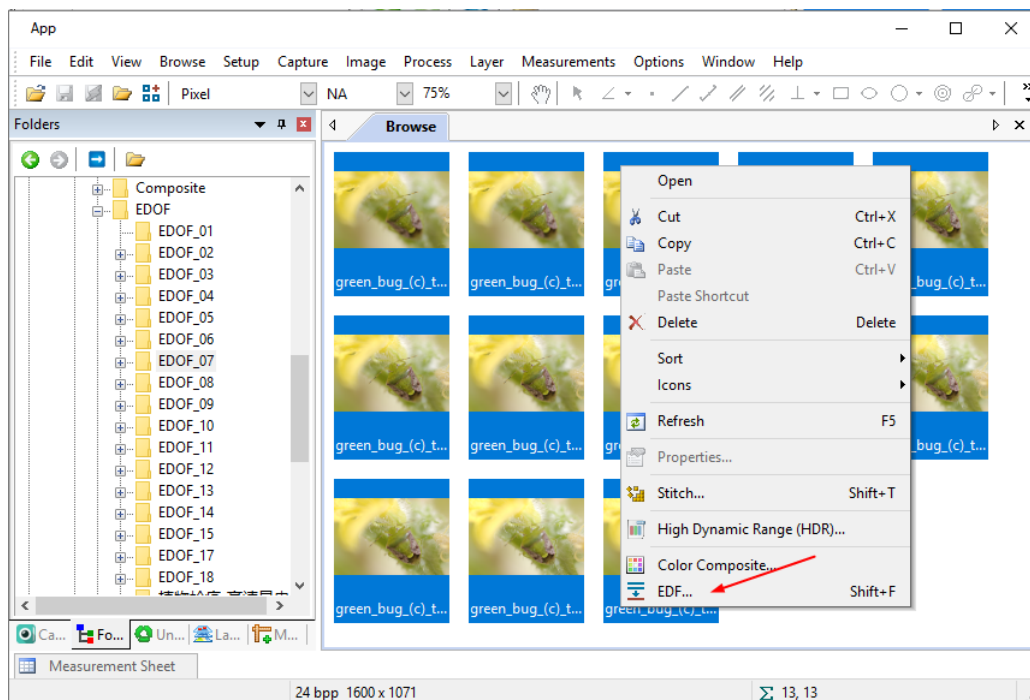 App
File Edit View Browse Setup Capture Image Process Layer Measurements Options Window Help
Pixel NA 75%
Folders
Browse
Composite
EDOF
EDOF_01
EDOF_02
EDOF_03
EDOF_04
EDOF_05
EDOF_06
EDOF_07
EDOF_08
EDOF_09
EDOF_10
EDOF_11
EDOF_12
EDOF_13
EDOF_14
EDOF_15
EDOF_17
EDOF_18
Ca... Fo... Un... La... M...
green_bug_(c)_t... green_bug_(c)_t... _bug_(c)_t...
green_bug_(c)_t... green_bug_(c)_t... _bug_(c)_t...
green_bug_(c)_t... green_bug_(c)_t... green_bug_(c)_t...
Open
Cut Ctrl+X
Copy Ctrl+C
Paste Ctrl+V
Paste Shortcut
Delete Delete
Sort
Icons
Refresh F5
Properties...
Stitch... Shift+T
High Dynamic Range (HDR)...
Color Composite...
EDF... Shift+F
Measurement Sheet
24 bpp 1600 x 1071 Σ 13, 13